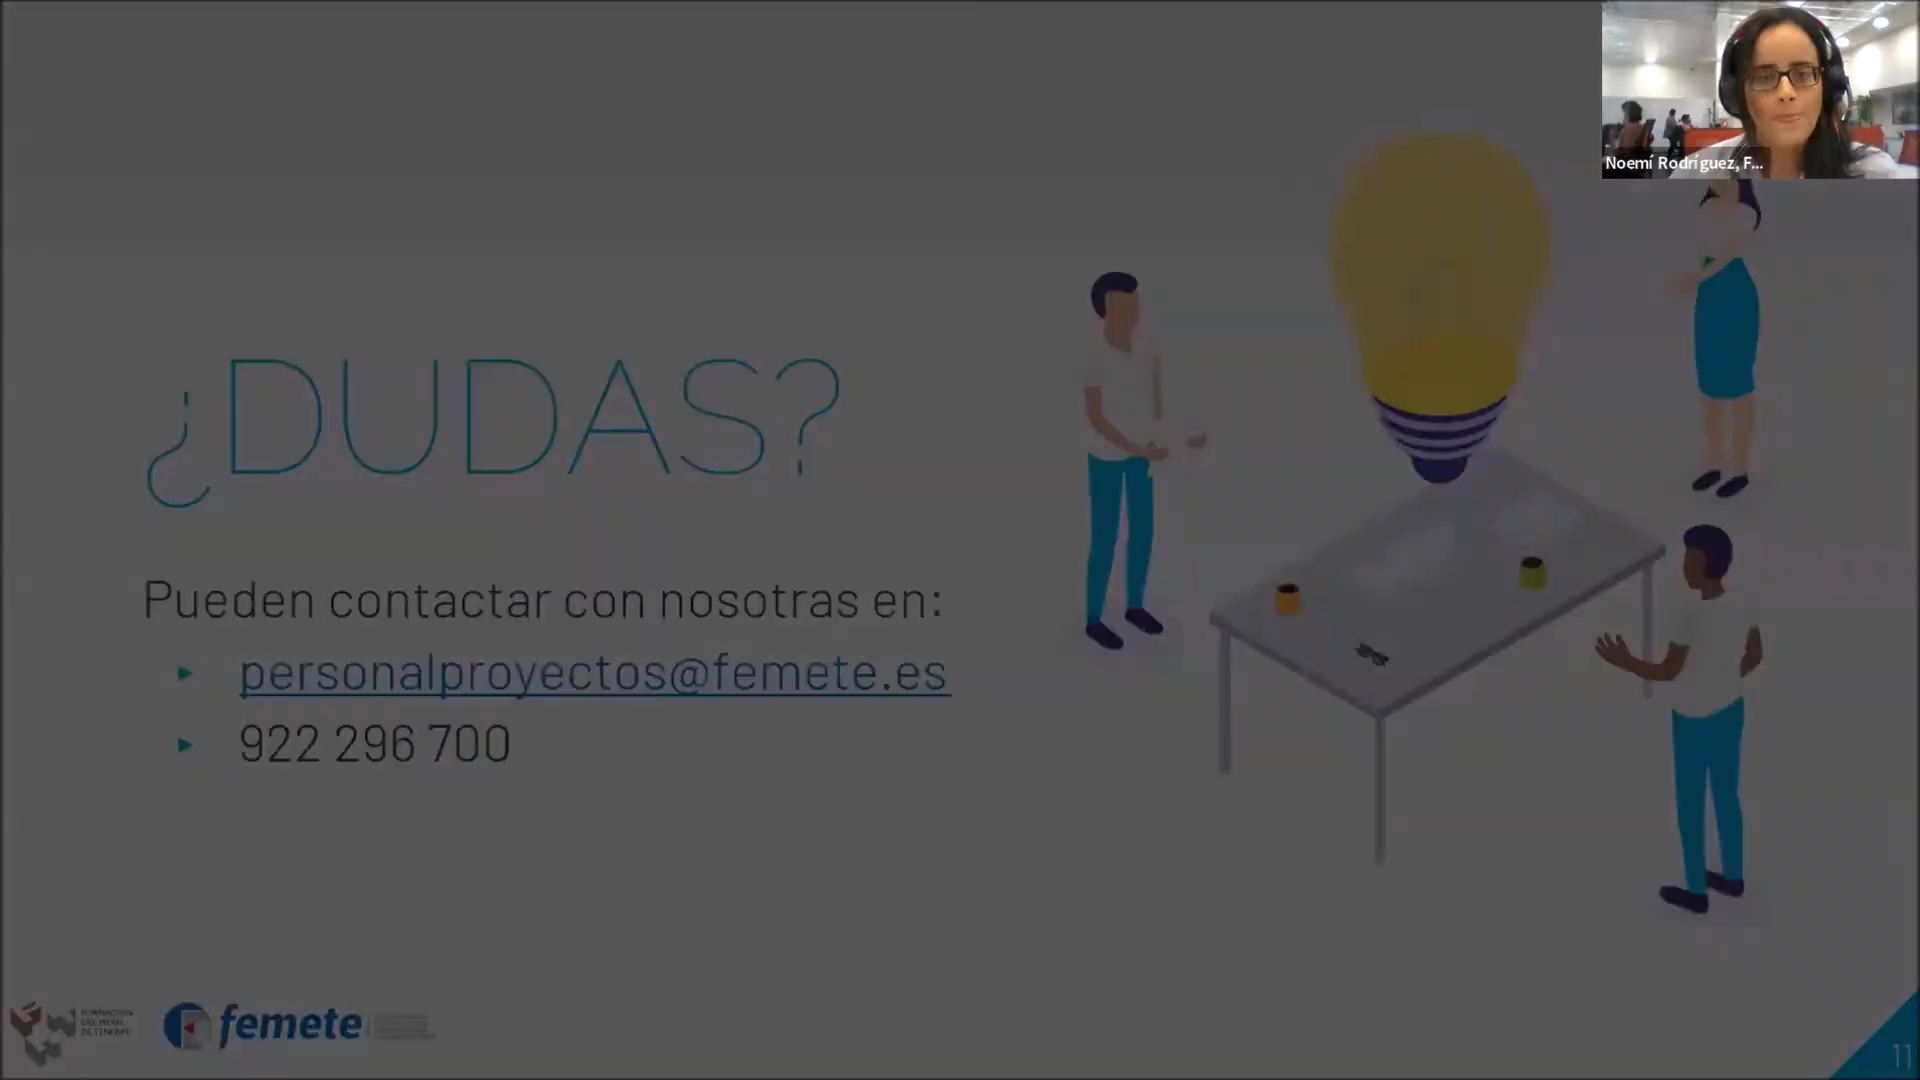 Noemí Rodríguez, F...
¿DUDAS?
Pueden contactar con nosotras en:
personalproyectos@femete.es
922 296 700
femete
11